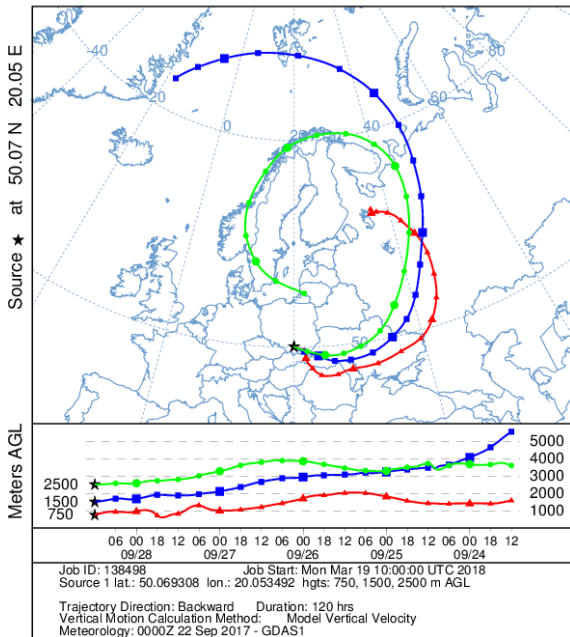 -40
80
-20
60
0
20
40
50
Source ★ at 50.07 N 20.05 E
Meters AGL
5000
4000
3000
2000
1000
2500
1500
750
06 00 18 12 06 00 18 12 06 00 18 12 06 00 18 12 06 00 18 12
09/28 09/27 09/26 09/25 09/24
Job ID: 138498 Job Start: Mon Mar 19 10:00:00 UTC 2018
Source 1 lat.: 50.069308 lon.: 20.053492 hgts: 750, 1500, 2500 m AGL
Trajectory Direction: Backward Duration: 120 hrs
Vertical Motion Calculation Method: Model Vertical Velocity
Meteorology: 0000Z 22 Sep 2017 - GDAS1